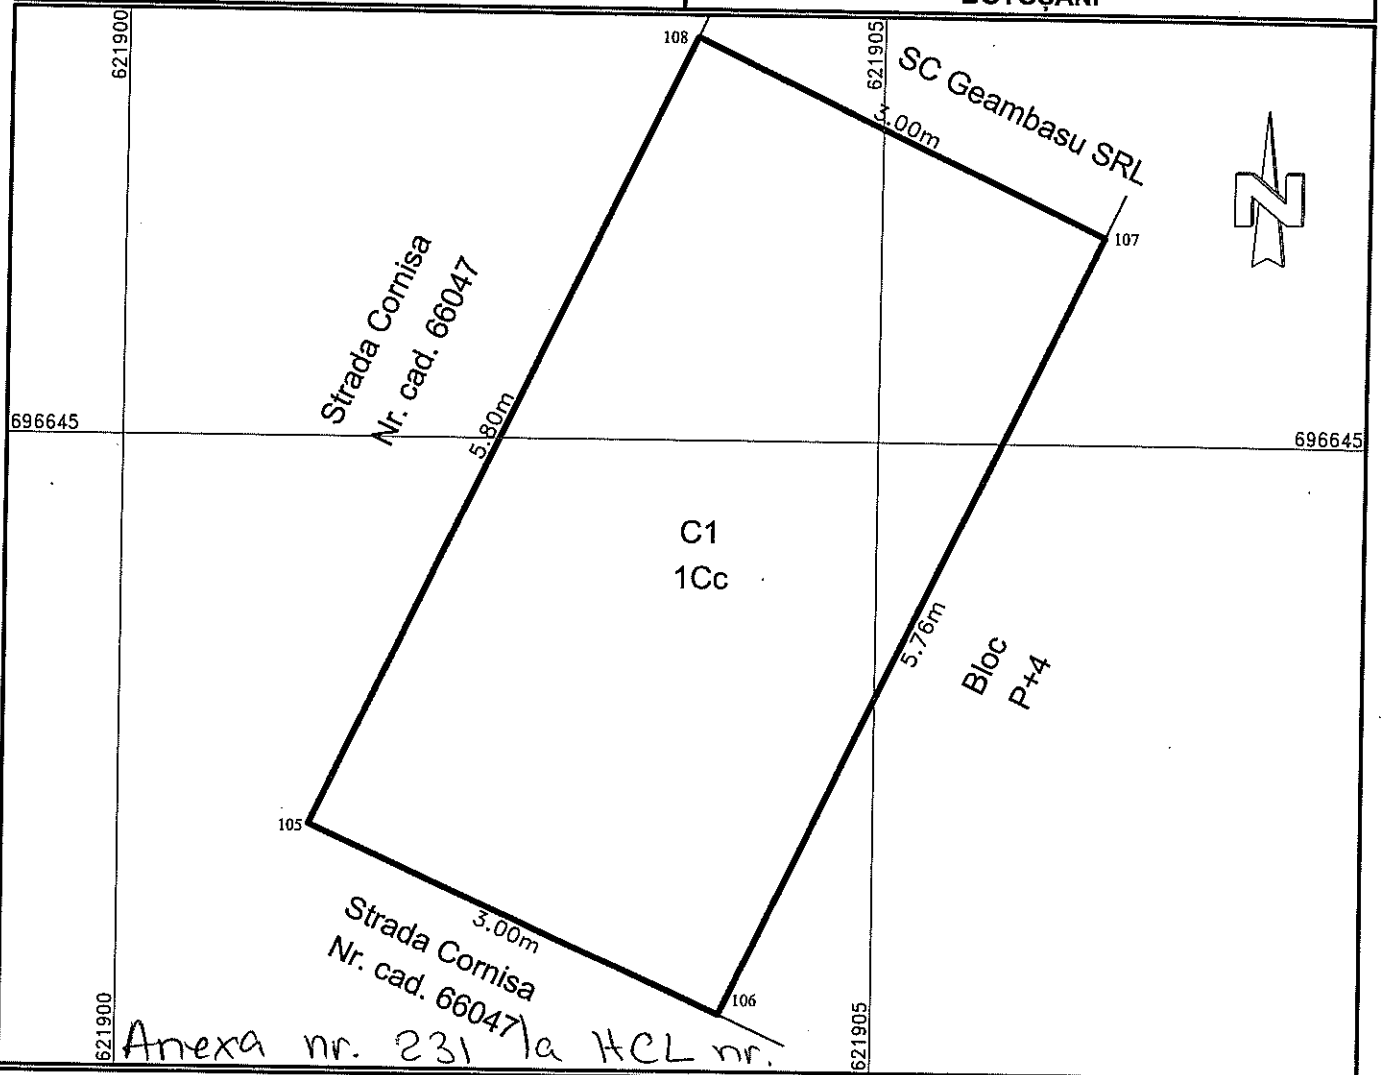 BOTOȘANI
621900
108
621905
SC Geambasu SRL
3.00m
N
107
Strada Cornisa
Nr. cad. 66047
696645
5.80m
696645
C1
1Cc
5.76m
Bloc
P+4
105
3.00m
Strada Cornisa
Nr. cad. 66047
106
621900
621905
Anexa nr. 231 la HCL nr.